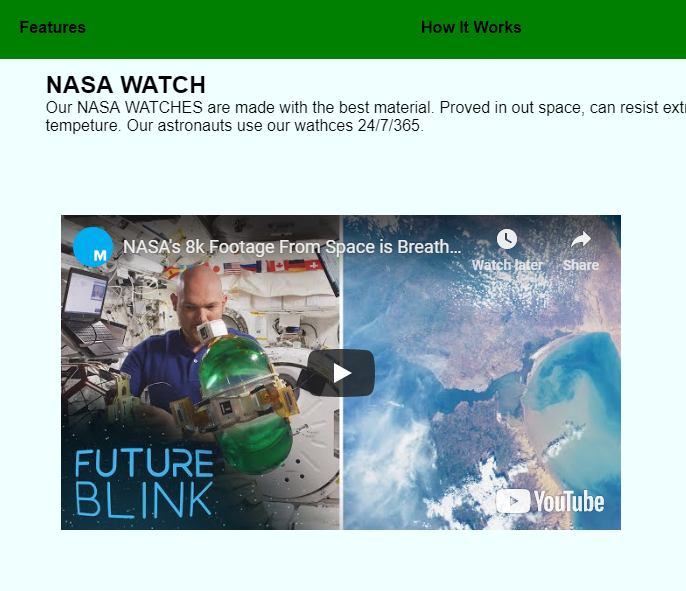 Features
How It Works
NASA WATCH
Our NASA WATCHES are made with the best material. Proved in out space, can resist extr
tempeture. Our astronauts use our wathces 24/7/365.
M
NASA's 8k Footage From Space is Breath...
Watch later
Share
FUTURE
BLINK
YouTube